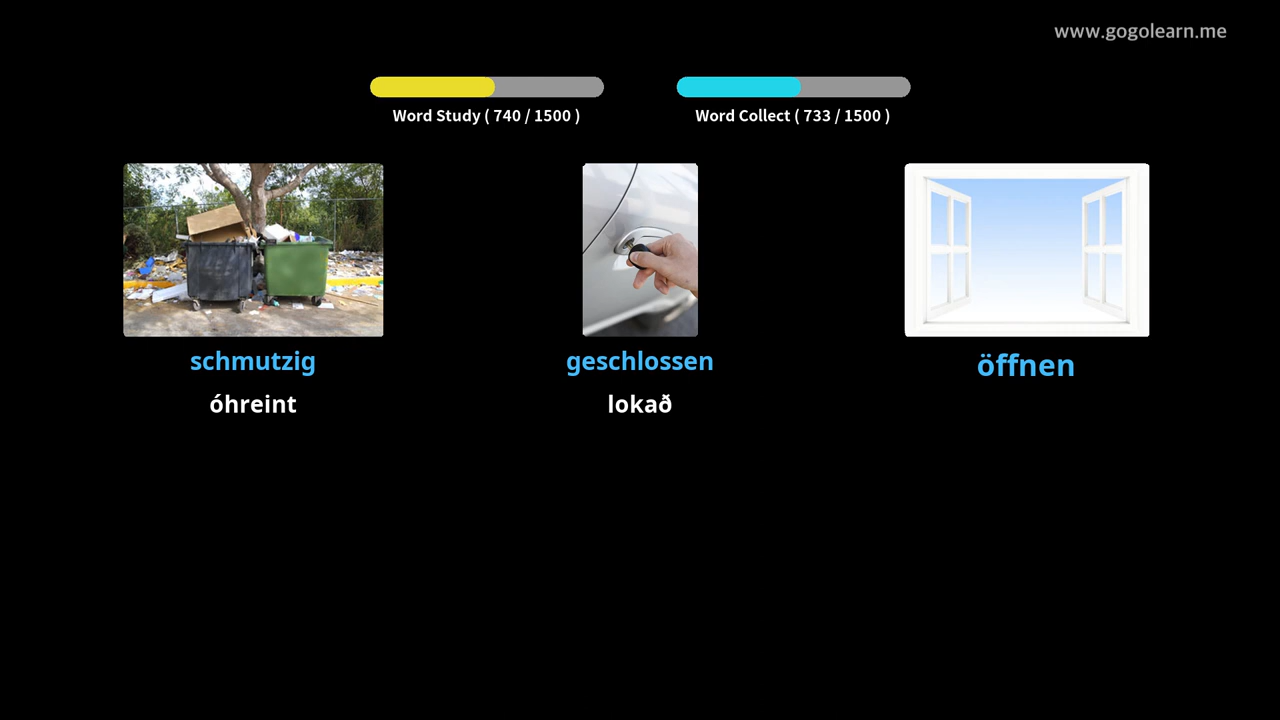 www.gogolearn.me
Word Study ( 740 / 1500 )
Word Collect ( 733 / 1500 )
schmutzig
geschlossen
öffnen
óhreint
lokað